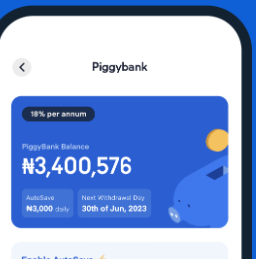 Piggybank
18% per annum
PiggyBank Balance
₦3,400,576
AutoSave
₦3,000 daily
Next Withdrawal Day
30th of Jun, 2023
Enable AutoSave ⚡